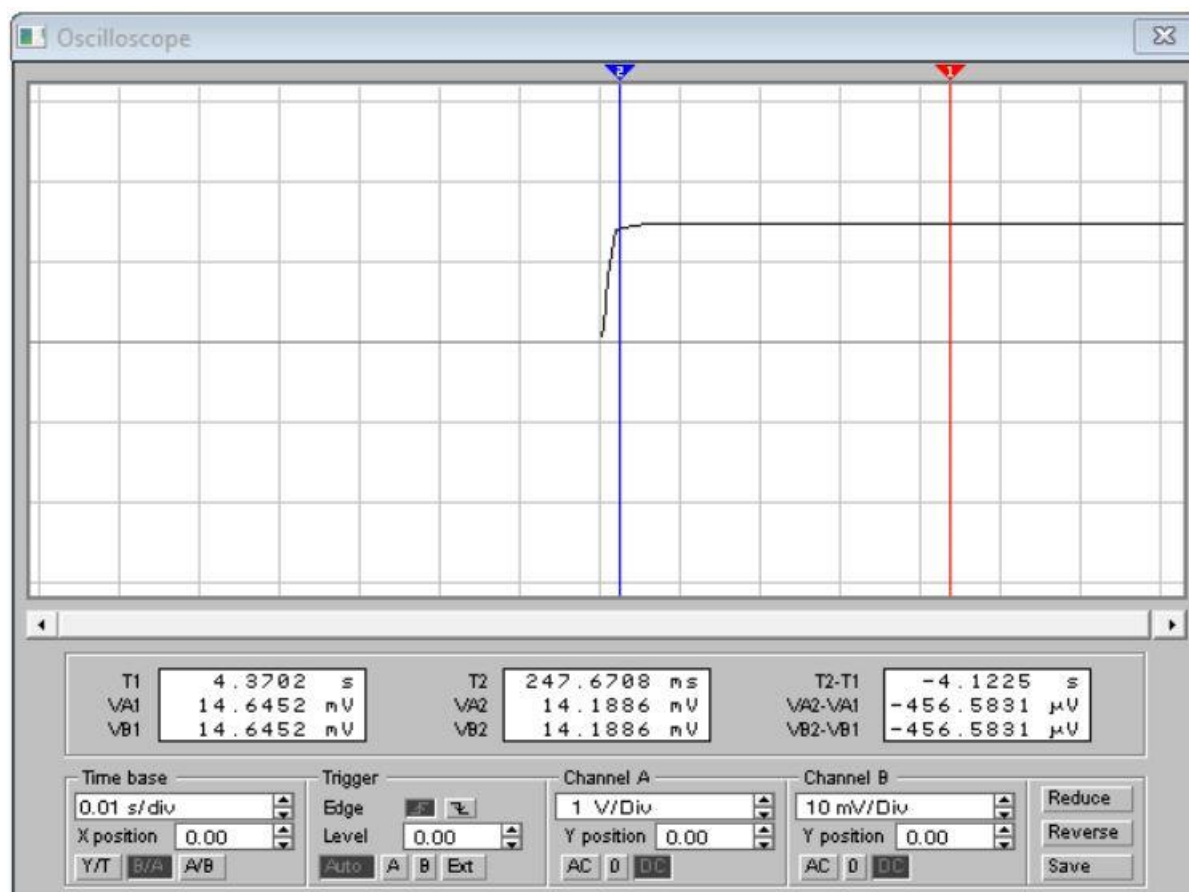 Oscilloscope
2 1
T1 4.3702 s T2 247.6708 ms T2-T1 -4.1225 s
VA1 14.6452 mV VA2 14.1886 mV VA2-VA1 -456.5831 µV
VB1 14.6452 mV VB2 14.1886 mV VB2-VB1 -456.5831 µV
Time base Trigger Channel A Channel B
0.01 s/div Edge 1 V/Div 10 mV/Div Reduce
X position 0.00 Level 0.00 Y position 0.00 Y position 0.00 Reverse
Y/T B/A A/B Auto A B Ext AC 0 DC AC 0 DC Save